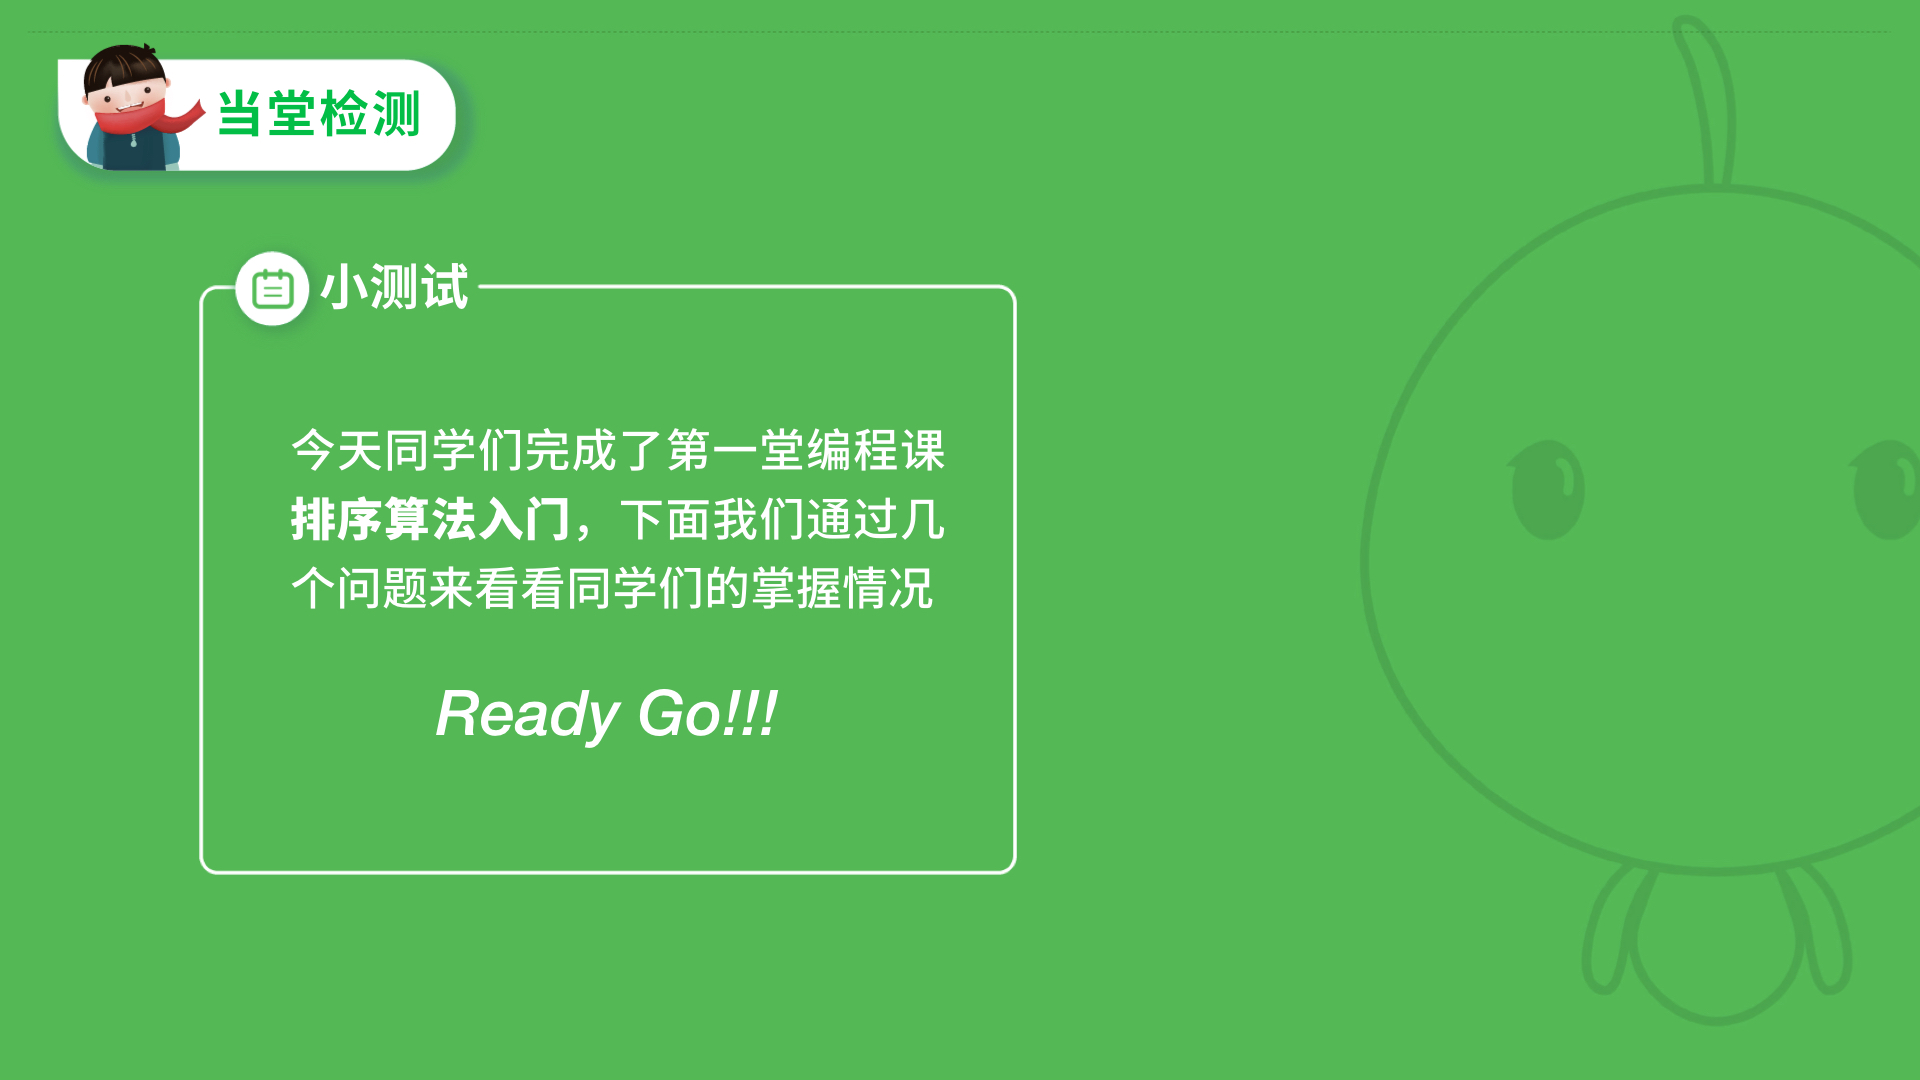 当堂检测
小测试
今天同学们完成了第一堂编程课
排序算法入门，下面我们通过几
个问题来看看同学们的掌握情况
Ready Go!!!